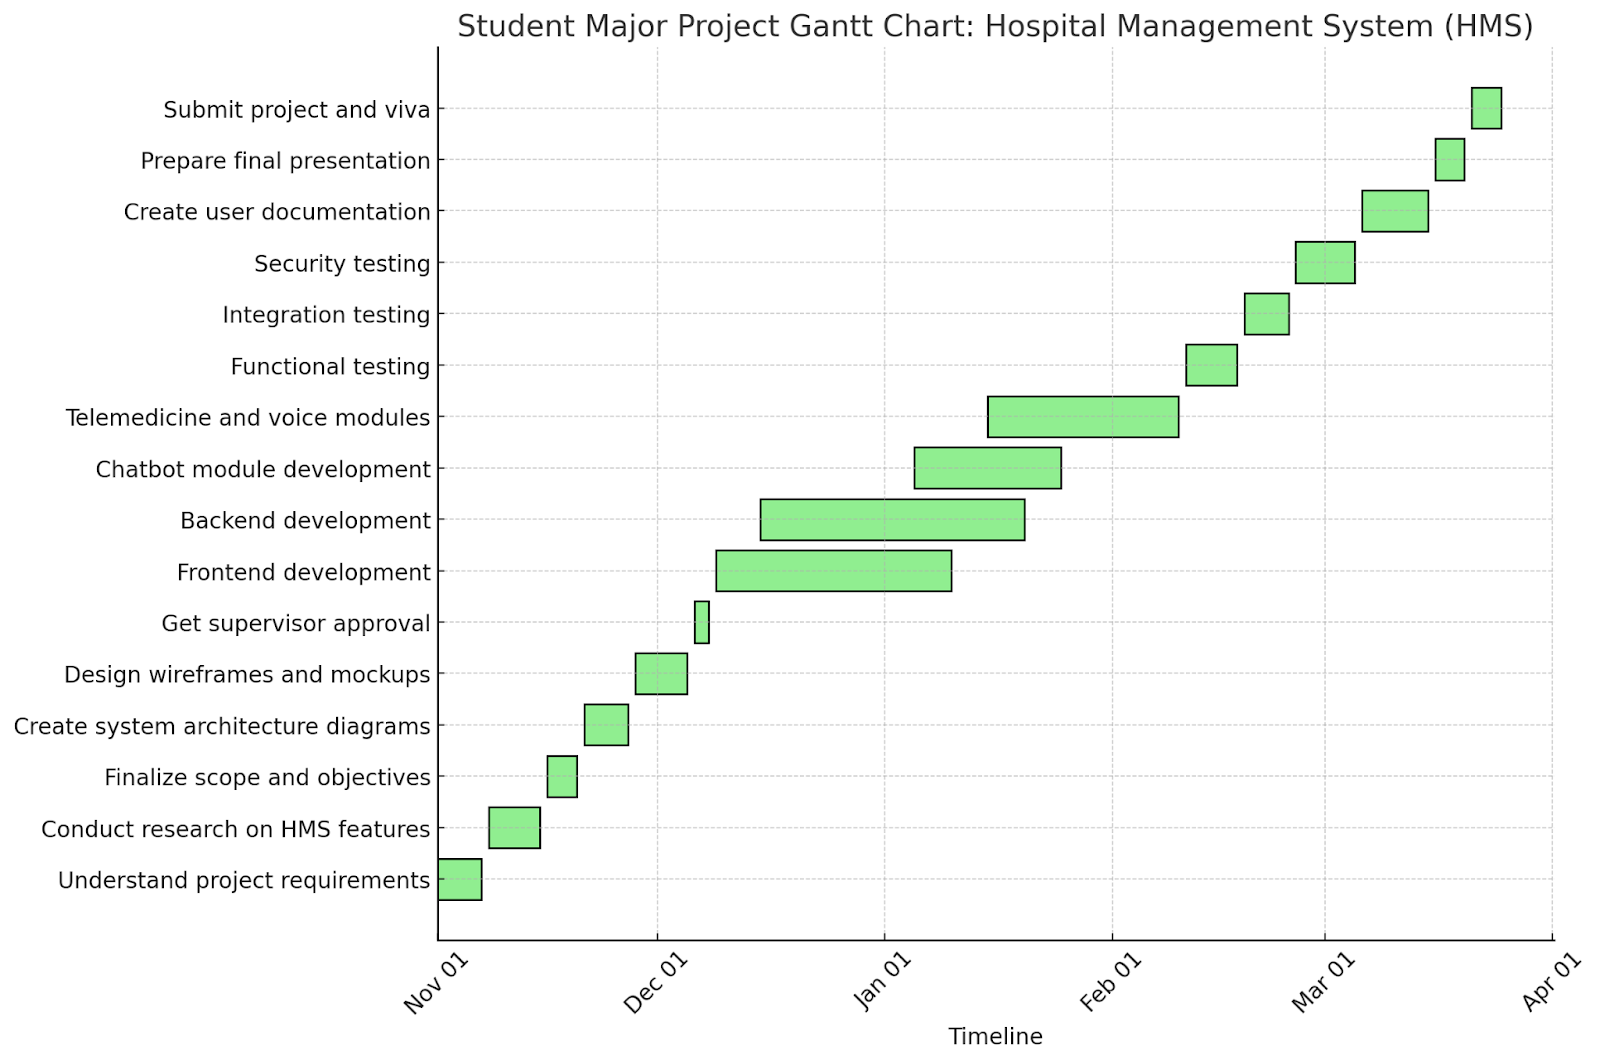 Student Major Project Gantt Chart: Hospital Management System (HMS)
Submit project and viva
Prepare final presentation
Create user documentation
Security testing
Integration testing
Functional testing
Telemedicine and voice modules
Chatbot module development
Backend development
Frontend development
Get supervisor approval
Design wireframes and mockups
Create system architecture diagrams
Finalize scope and objectives
Conduct research on HMS features
Understand project requirements
Nov 01
Dec 01
Jan 01
Feb 01
Mar 01
Apr 01
Timeline